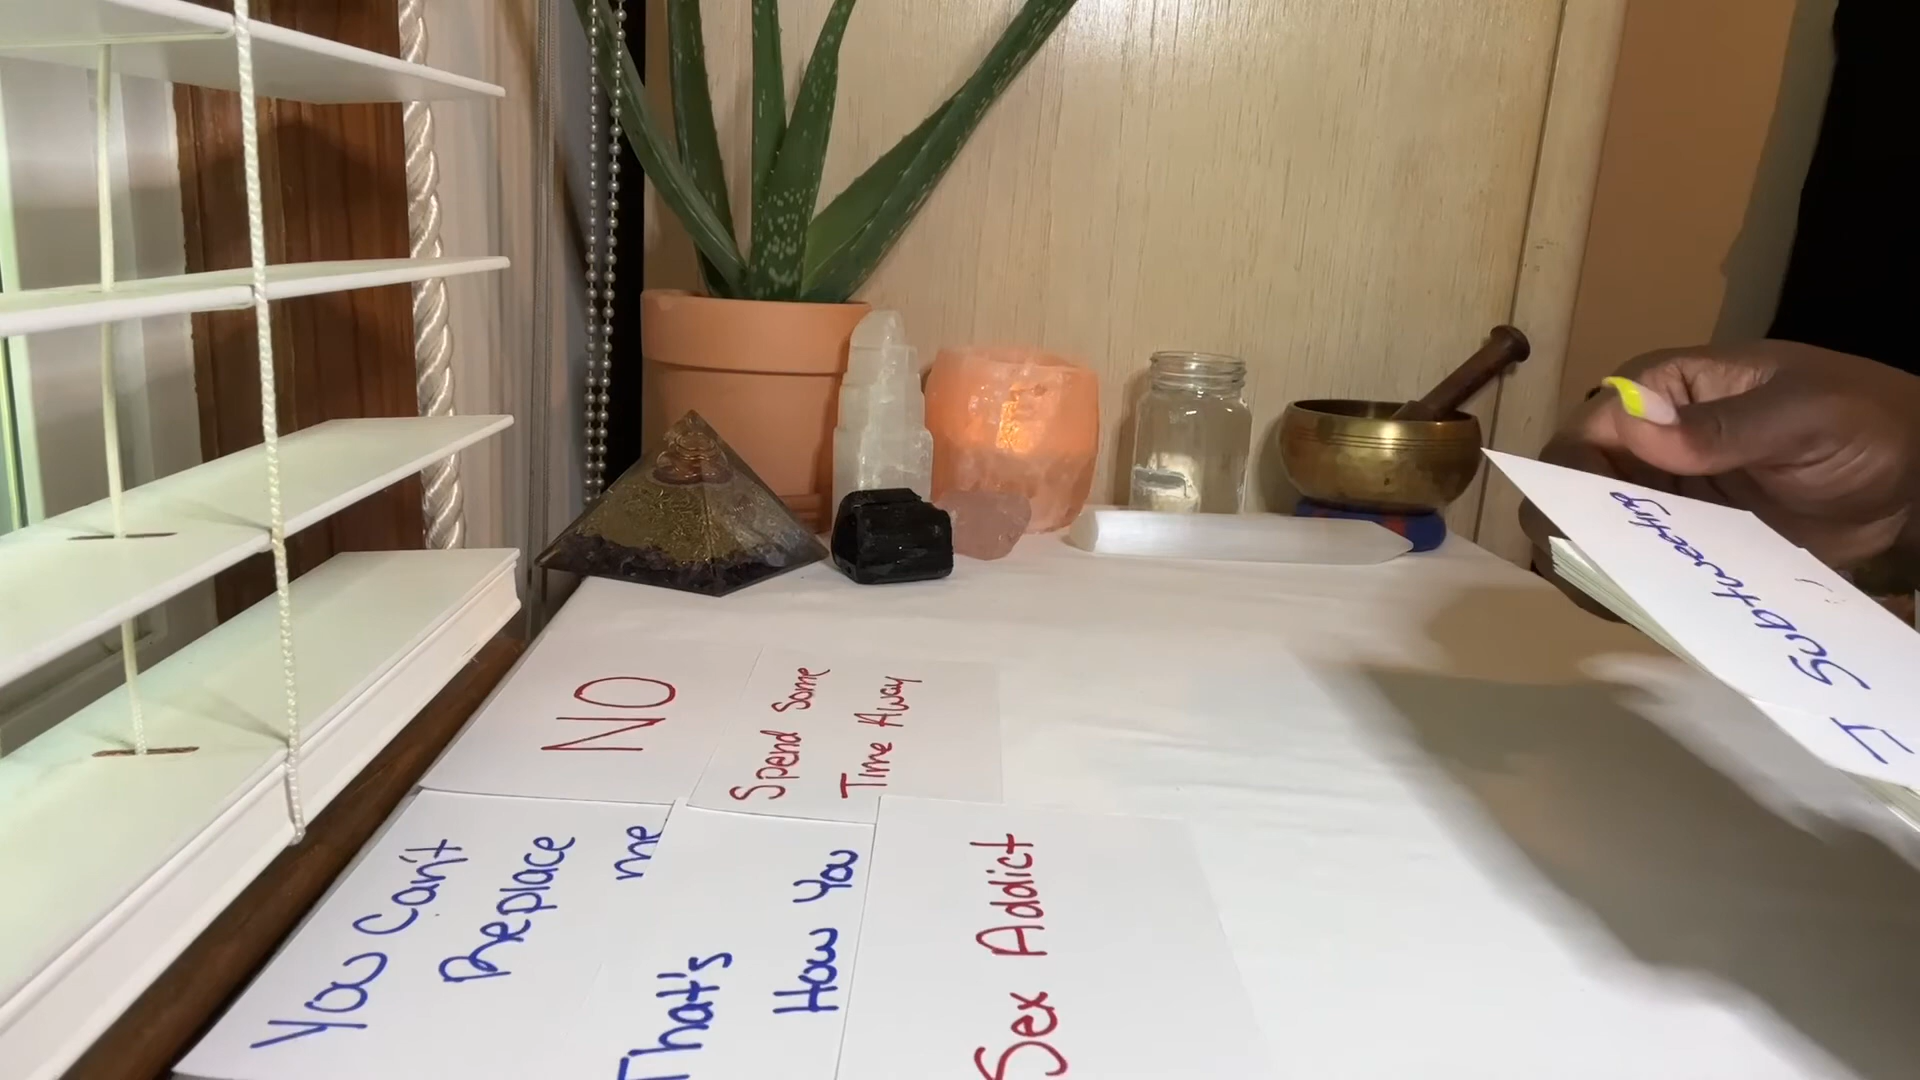 NO
Spend Some
Time Away
You Can't
Replace
me
That's
How You
Sex Addict
I Subtweeting